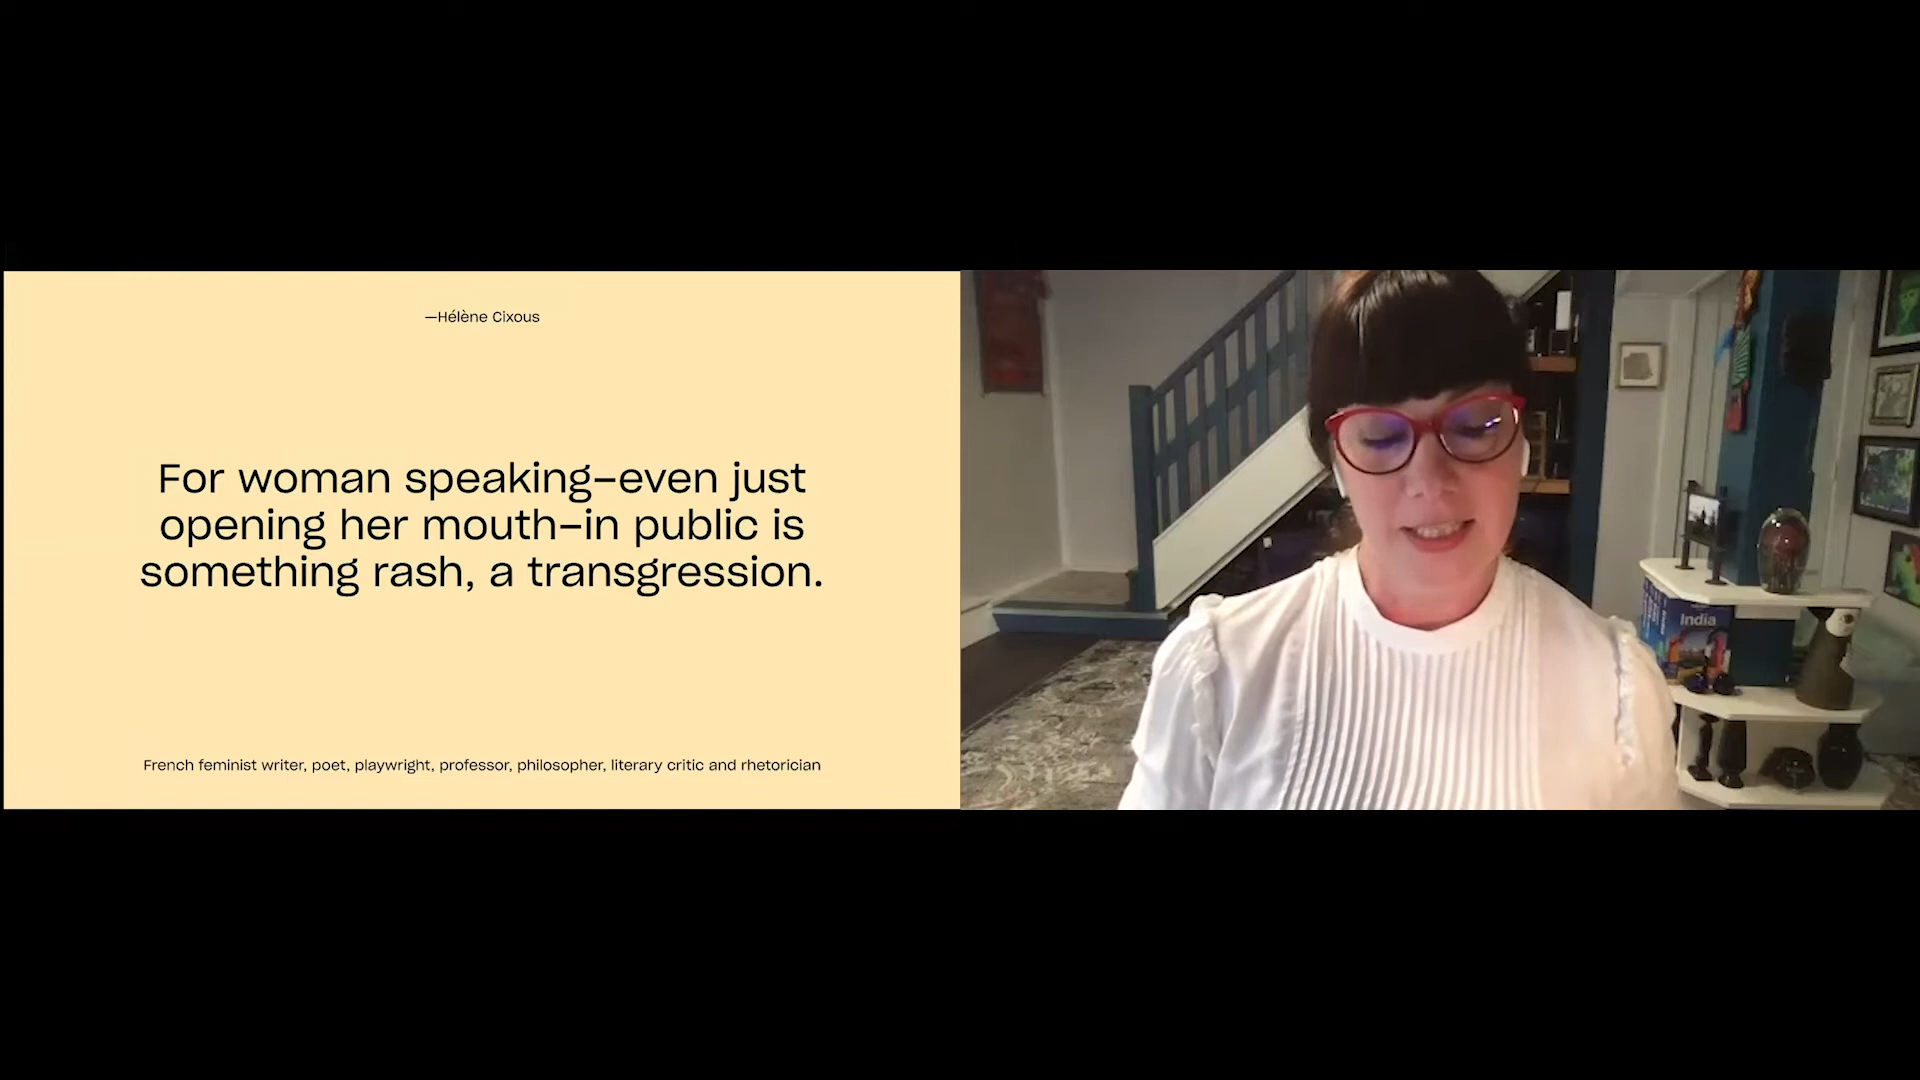 —Hélène Cixous
For woman speaking–even just
opening her mouth–in public is
something rash, a transgression.
French feminist writer, poet, playwright, professor, philosopher, literary critic and rhetorician
India